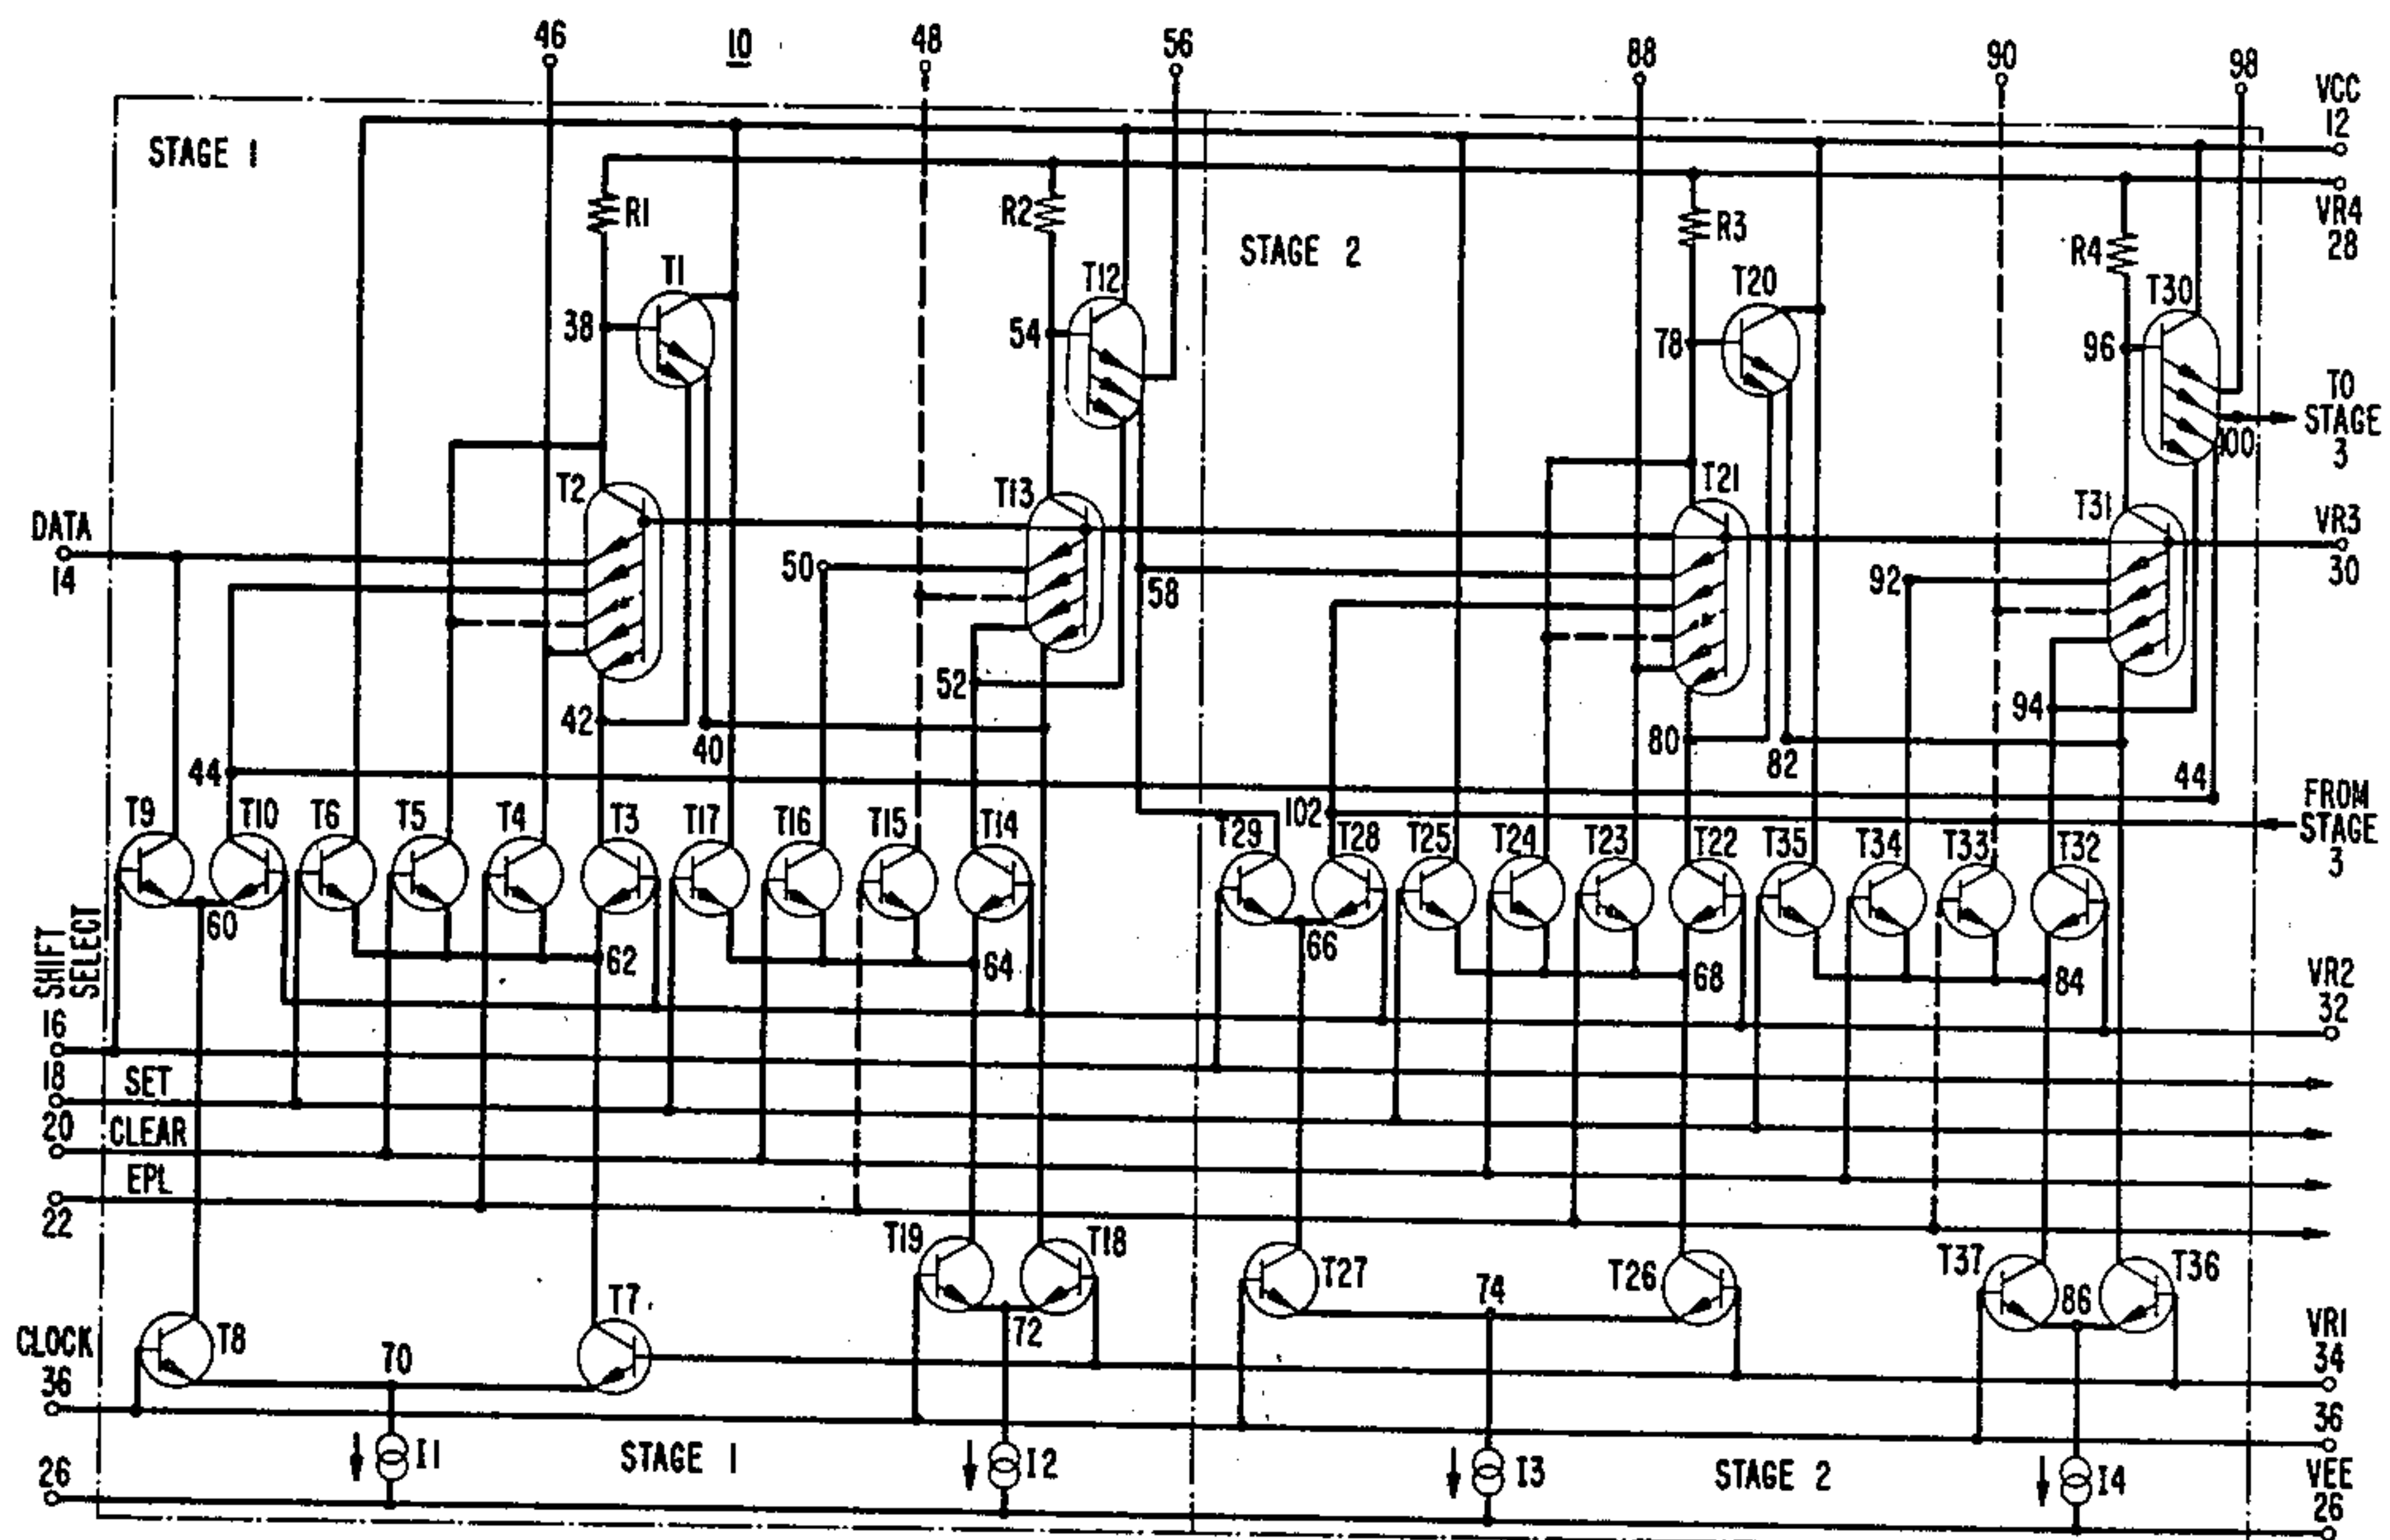 46
10
48
56
88
90
98
VCC
12
STAGE 1
R1
R2
STAGE 2
R3
R4
VR4
28
T1
T12
T20
T30
38
54
78
96
TO
STAGE
3
100
T2
T13
T21
T31
DATA
14
50
58
92
VR3
30
52
42
40
80
82
94
44
44
102
FROM
STAGE
3
T9
T10
T6
T5
T4
T3
T17
T16
T15
T14
T29
T28
T25
T24
T23
T22
T35
T34
T33
T32
60
62
64
66
68
84
SHIFT
SELECT
16
VR2
32
18
SET
20
CLEAR
EPL
22
T19
T18
T27
T26
T37
T36
T8
T7
72
74
86
CLOCK
36
70
VR1
34
36
I1
STAGE 1
I2
I3
STAGE 2
I4
26
VEE
26